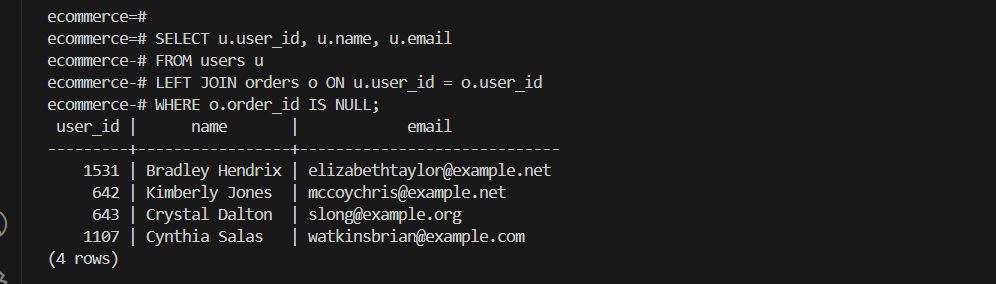 ecommerce=#
ecommerce=# SELECT u.user_id, u.name, u.email
ecommerce-# FROM users u
ecommerce-# LEFT JOIN orders o ON u.user_id = o.user_id
ecommerce-# WHERE o.order_id IS NULL;
 user_id |      name       |            email
---------+-----------------+----------------------------
    1531 | Bradley Hendrix | elizabethtaylor@example.net
     642 | Kimberly Jones  | mccoychris@example.net
     643 | Crystal Dalton  | slong@example.org
    1107 | Cynthia Salas   | watkinsbrian@example.com
(4 rows)